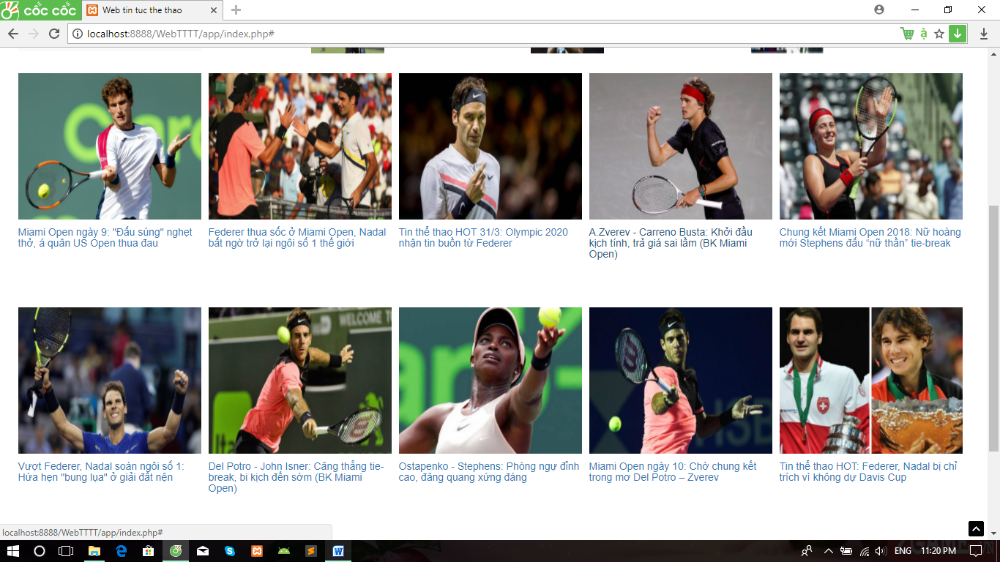 cốc cốc
Web tin tuc the thao
localhost:8888/WebTTTT/app/index.php#
Miami Open ngày 9: "Đấu súng" nghẹt
thở, á quân US Open thua đau
Federer thua sốc ở Miami Open, Nadal
bất ngờ trở lại ngôi số 1 thế giới
Tin thể thao HOT 31/3: Olympic 2020
nhận tin buồn từ Federer
A.Zverev - Carreno Busta: Khởi đầu
kịch tính, trả giá sai lầm (BK Miami
Open)
Chung kết Miami Open 2018: Nữ hoàng
mới Stephens đấu “nữ thần” tie-break
WELCOME TO
HSB
Vượt Federer, Nadal soán ngôi số 1:
Hứa hẹn "bung lụa" ở giải đất nện
Del Potro - John Isner: Căng thẳng tie-
break, bi kịch đến sớm (BK Miami
Open)
Ostapenko - Stephens: Phòng ngự đỉnh
cao, đăng quang xứng đáng
Miami Open ngày 10: Chờ chung kết
trong mơ Del Potro – Zverev
Tin thể thao HOT: Federer, Nadal bị chỉ
trích vì không dự Davis Cup
localhost:8888/WebTTTT/app/index.php#
ENG
11:20 PM